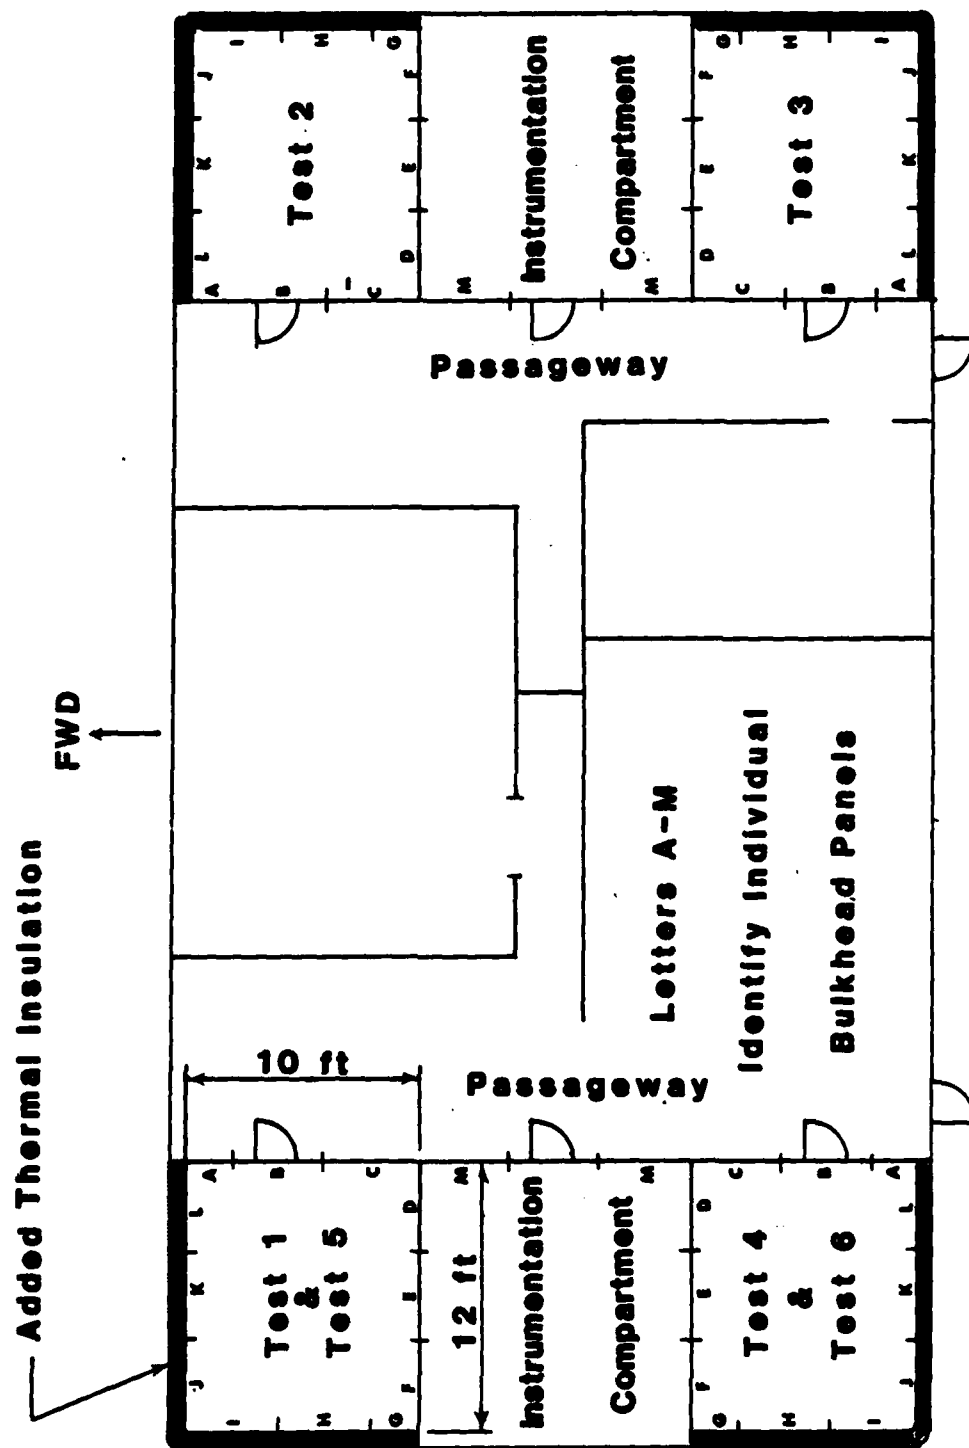 Added Thermal Insulation
FWD
10 ft
12 ft
J K L
I
H
G
Test 1
&
Test 5
A
B
C
F E D
M
Instrumentation
Compartment
M
F E D
G
H
I
Test 4
&
Test 6
C
B
A
J K L
Passageway
Letters A-M
Identify Individual
Bulkhead Panels
Passageway
L K J
A
B
C
Test 2
I
H
G
D E F
M
Instrumentation
Compartment
M
D E F
C
B
A
Test 3
G
H
I
L K J